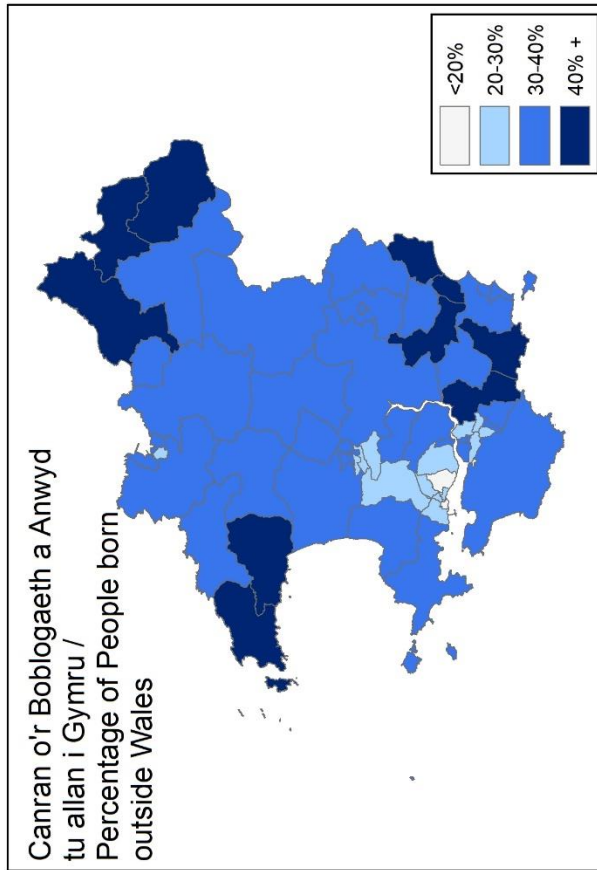 Canran o'r Boblogaeth a Anwyd
tu allan i Gymru /
Percentage of People born
outside Wales
<20%
20-30%
30-40%
40% +